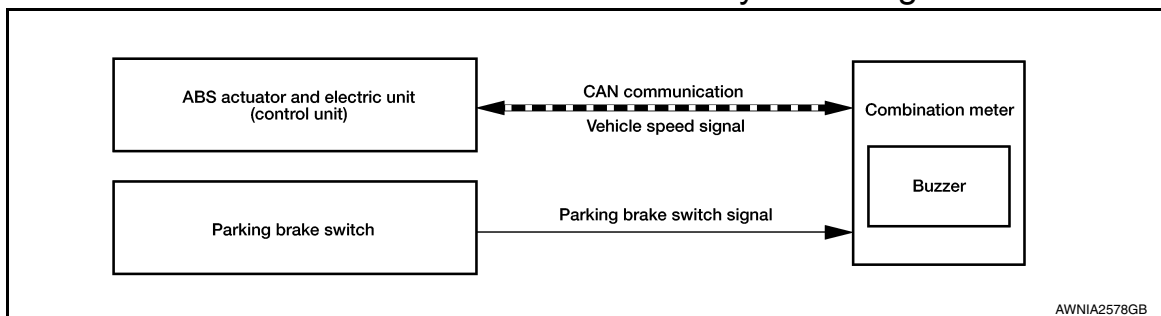 ABS actuator and electric unit
(control unit)
CAN communication
Vehicle speed signal
Combination meter
Buzzer
Parking brake switch
Parking brake switch signal
AWNIA2578GB